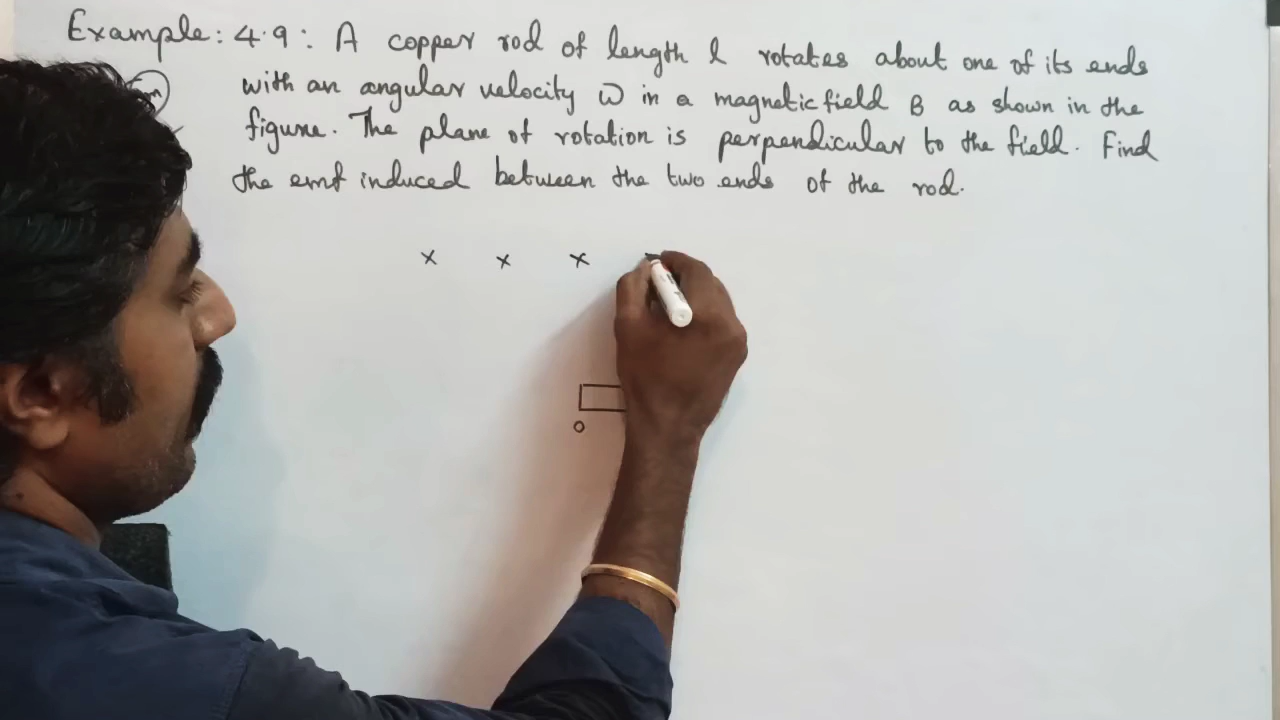 Example: 4.9: A copper rod of length l rotates about one of its ends
with an angular velocity ω in a magnetic field B as shown in the
figure. The plane of rotation is perpendicular to the field. Find
the emf induced between the two ends of the rod.
× × ×
o